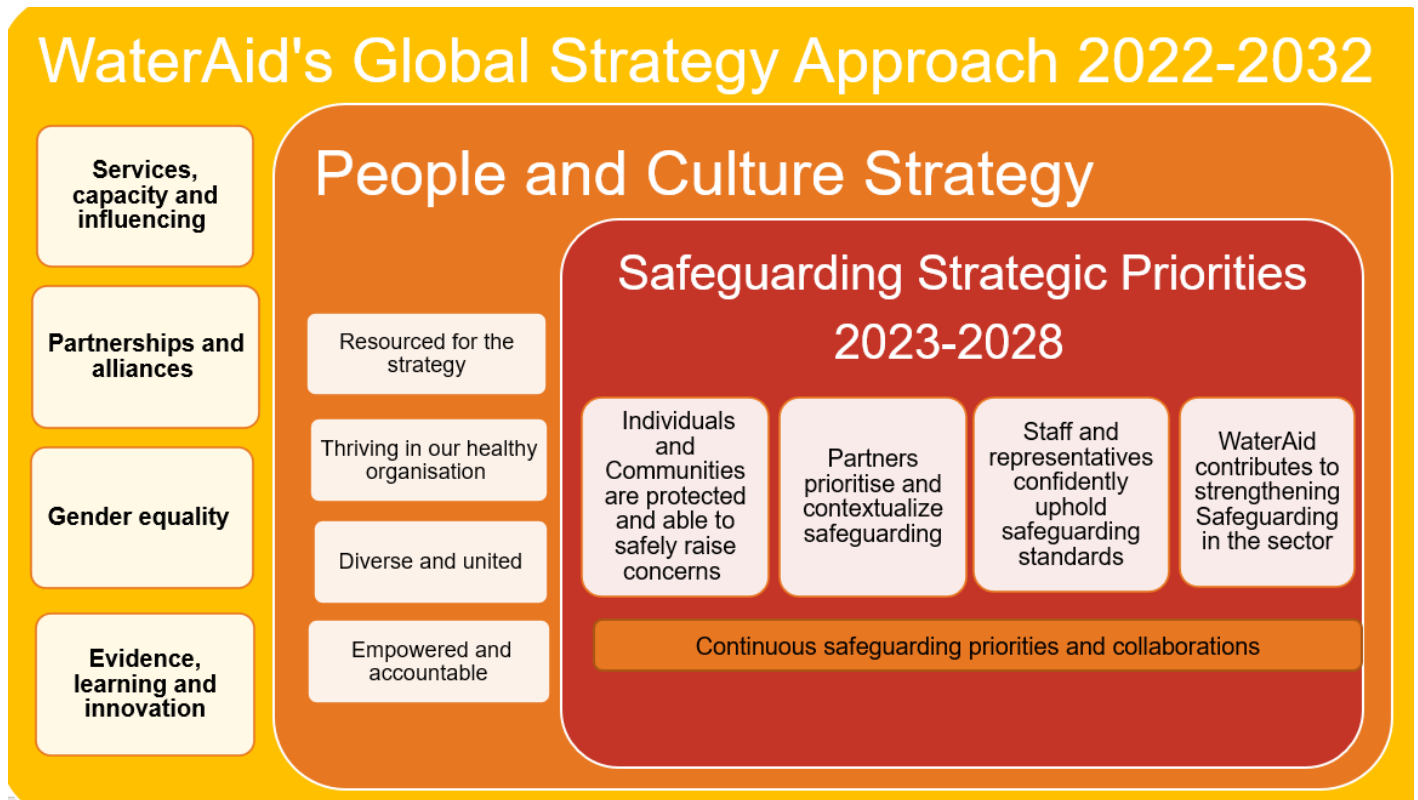 WaterAid's Global Strategy Approach 2022-2032
Services,
capacity and
influencing
Partnerships and
alliances
Gender equality
Evidence,
learning and
innovation
People and Culture Strategy
Resourced for the
strategy
Thriving in our healthy
organisation
Diverse and united
Empowered and
accountable
Safeguarding Strategic Priorities
2023-2028
Individuals
and
Communities
are protected
and able to
safely raise
concerns
Partners
prioritise and
contextualize
safeguarding
Staff and
representatives
confidently
uphold
safeguarding
standards
WaterAid
contributes to
strengthening
Safeguarding
in the sector
Continuous safeguarding priorities and collaborations